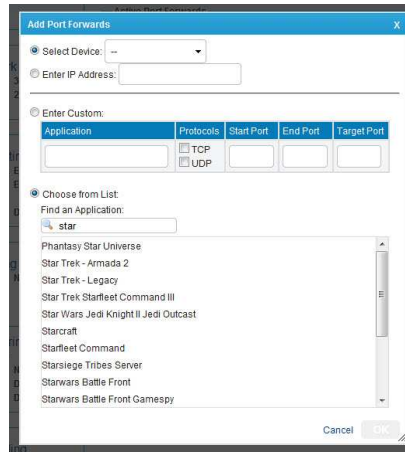 Active Port Forwards
Add Port Forwards X
Select Device: --
Enter IP Address:
Enter Custom:
Application Protocols Start Port End Port Target Port
TCP
UDP
Choose from List:
Find an Application:
star
Phantasy Star Universe
Star Trek - Armada 2
Star Trek - Legacy
Star Trek Starfleet Command III
Star Wars Jedi Knight II Jedi Outcast
Starcraft
Starfleet Command
Starsiege Tribes Server
Starwars Battle Front
Starwars Battle Front Gamespy
Cancel OK